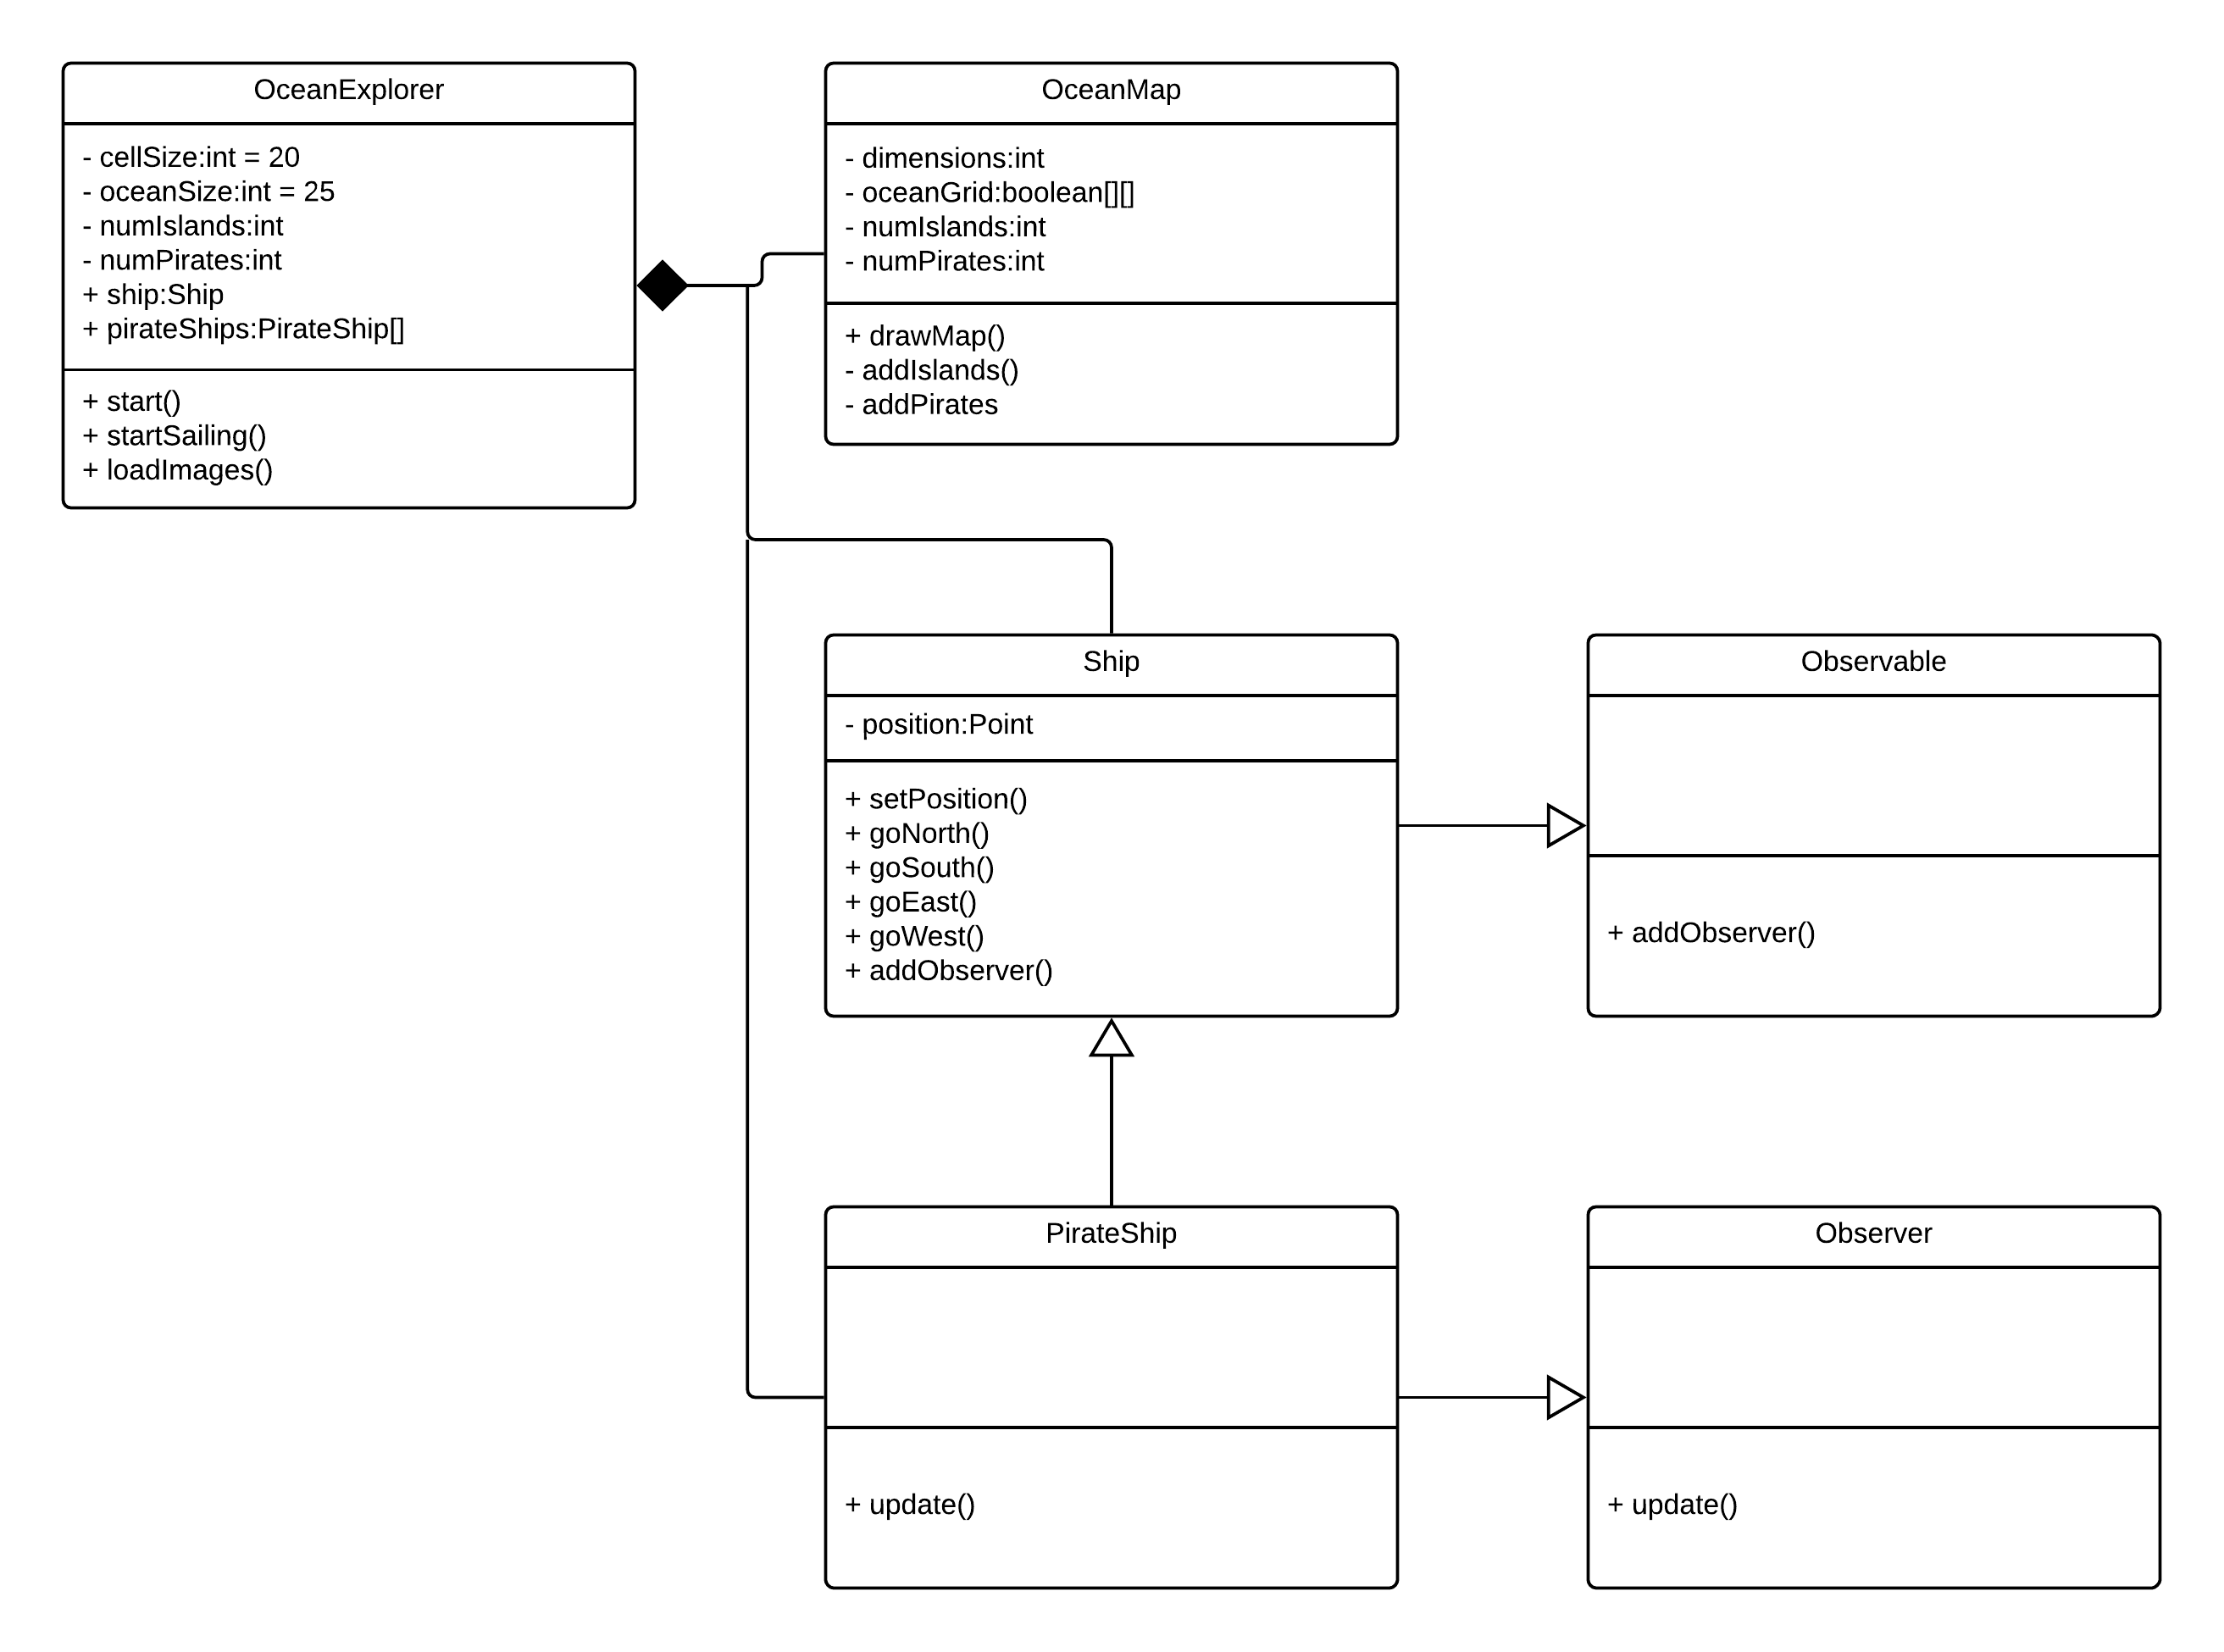 OceanExplorer
- cellSize:int = 20
- oceanSize:int = 25
- numIslands:int
- numPirates:int
+ ship:Ship
+ pirateShips:PirateShip[]
+ start()
+ startSailing()
+ loadImages()
OceanMap
- dimensions:int
- oceanGrid:boolean[][]
- numIslands:int
- numPirates:int
+ drawMap()
- addIslands()
- addPirates
Ship
- position:Point
+ setPosition()
+ goNorth()
+ goSouth()
+ goEast()
+ goWest()
+ addObserver()
Observable
+ addObserver()
PirateShip
+ update()
Observer
+ update()